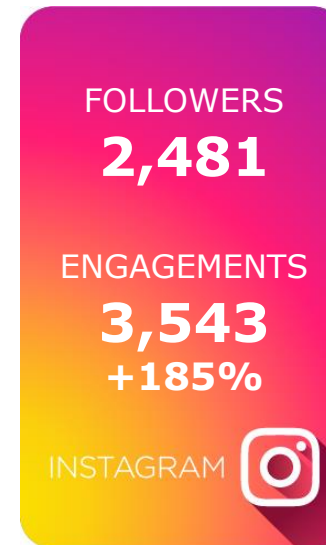 FOLLOWERS
2,481
ENGAGEMENTS
3,543
+185%
INSTAGRAM